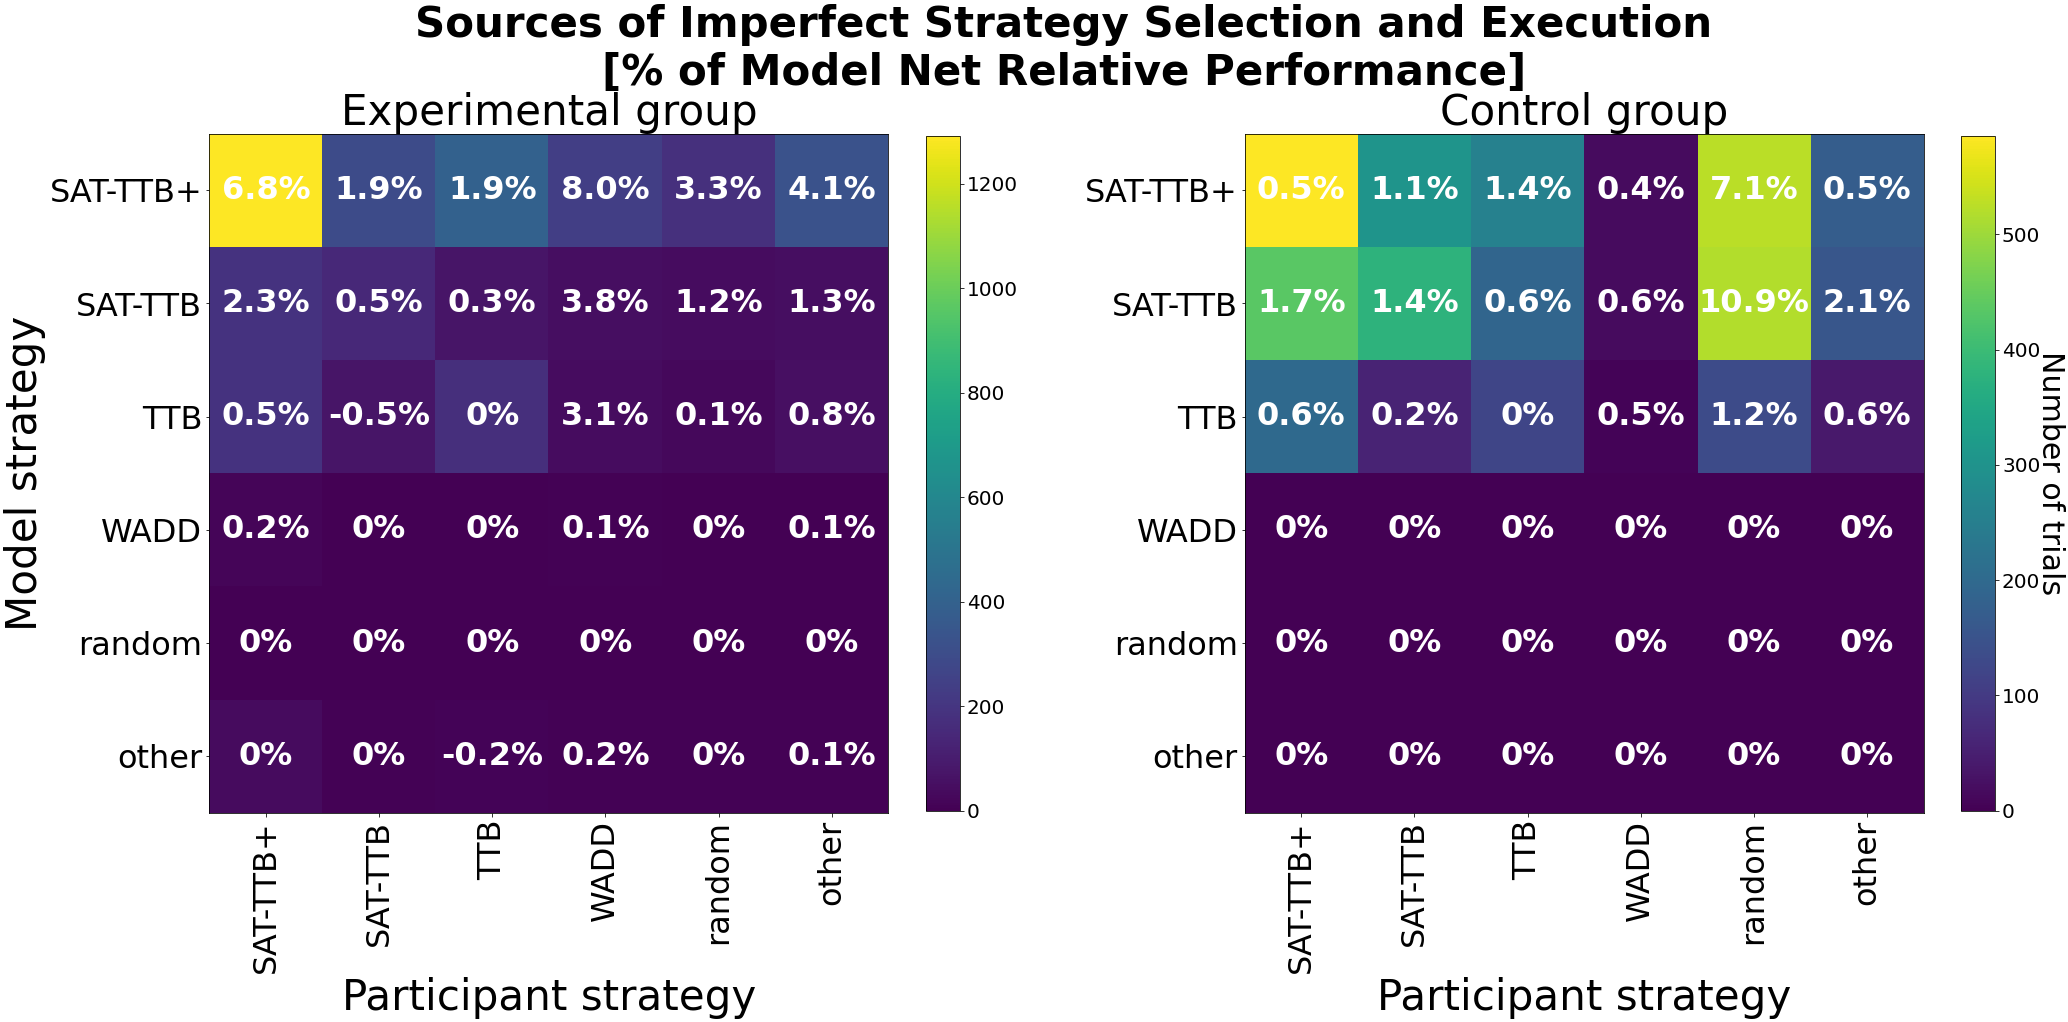 Sources of Imperfect Strategy Selection and Execution
[% of Model Net Relative Performance]
Experimental group
Model strategy
SAT-TTB+ 6.8% 1.9% 1.9% 8.0% 3.3% 4.1%
SAT-TTB 2.3% 0.5% 0.3% 3.8% 1.2% 1.3%
TTB 0.5% -0.5% 0% 3.1% 0.1% 0.8%
WADD 0.2% 0% 0% 0.1% 0% 0.1%
random 0% 0% 0% 0% 0% 0%
other 0% 0% -0.2% 0.2% 0% 0.1%
SAT-TTB+ SAT-TTB TTB WADD random other
Participant strategy
1200
1000
800
600
400
200
0
Control group
SAT-TTB+ 0.5% 1.1% 1.4% 0.4% 7.1% 0.5%
SAT-TTB 1.7% 1.4% 0.6% 0.6% 10.9% 2.1%
TTB 0.6% 0.2% 0% 0.5% 1.2% 0.6%
WADD 0% 0% 0% 0% 0% 0%
random 0% 0% 0% 0% 0% 0%
other 0% 0% 0% 0% 0% 0%
SAT-TTB+ SAT-TTB TTB WADD random other
Participant strategy
500
400
300
200
100
0
Number of trials